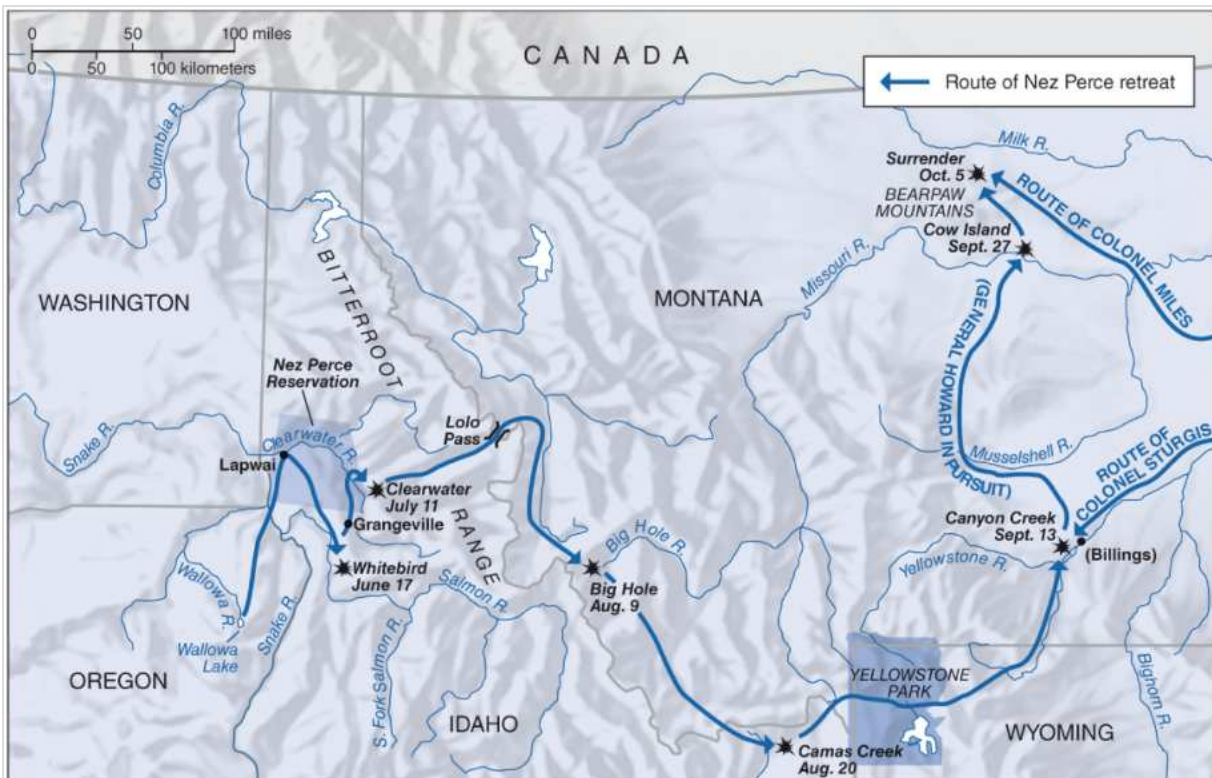 0 50 100 miles
0 50 100 kilometers
CANADA
Route of Nez Perce retreat
Columbia R.
Milk R.
Surrender
Oct. 5
BEARPAW
MOUNTAINS
ROUTE OF COLONEL MILES
Cow Island
Sept. 27
Missouri R.
BITTERROOT
RANGE
WASHINGTON
MONTANA
(GENERAL HOWARD IN PURSUIT)
Nez Perce
Reservation
Lolo
Pass
Snake R.
Clearwater R.
Lapwai
Musselshell R.
ROUTE OF
COLONEL STURGIS
Clearwater
July 11
Grangeville
Canyon Creek
Sept. 13
(Billings)
Big Hole R.
Yellowstone R.
Whitebird
June 17
Salmon R.
Big Hole
Aug. 9
Wallowa R.
Wallowa
Lake
Snake R.
S. Fork Salmon R.
OREGON
IDAHO
YELLOWSTONE
PARK
WYOMING
Bighorn R.
Camas Creek
Aug. 20